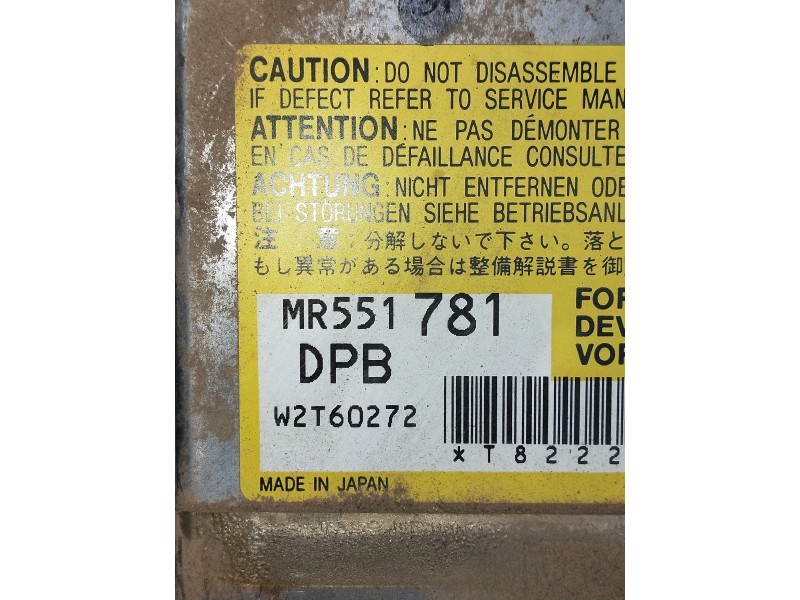 CAUTION: DO NOT DISASSEMBLE
IF DEFECT REFER TO SERVICE MAN
ATTENTION: NE PAS DÉMONTER
EN CAS DE DÉFAILLANCE CONSULTE
ACHTUNG: NICHT ENTFERNEN ODE
BEI STÖRUNGEN SIEHE BETRIEBSANL
注 意:分解しないで下さい。落と
もし異常がある場合は整備解説書を御
MR551 781
DPB
W2T60272
FOR
DEV
VOR
*T8222
MADE IN JAPAN